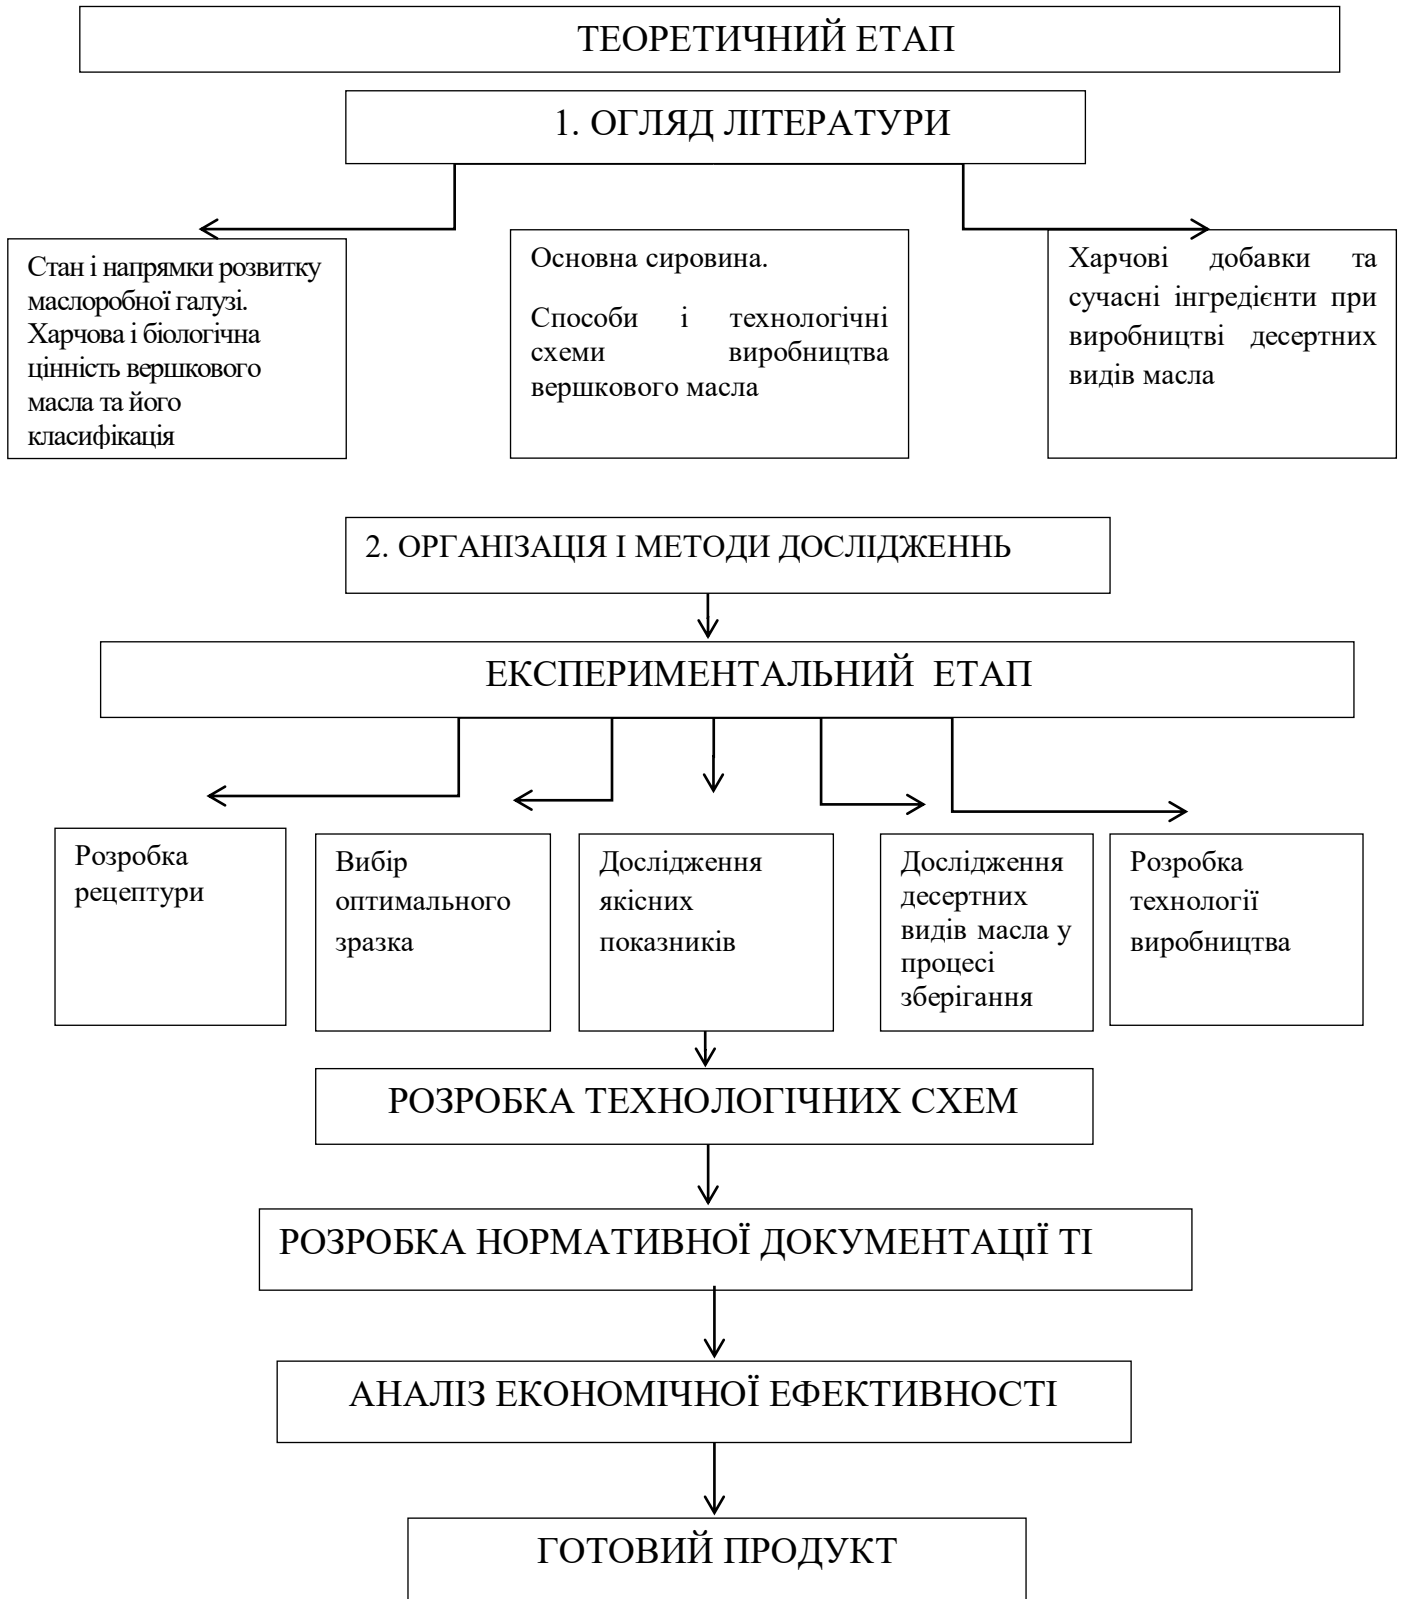 ТЕОРЕТИЧНИЙ ЕТАП
1. ОГЛЯД ЛІТЕРАТУРИ
Стан і напрямки розвитку
маслоробної галузі.
Харчова і біологічна
цінність вершкового
масла та його
класифікація
Основна сировина.
Способи і технологічні
схеми виробництва
вершкового масла
Харчові добавки та
сучасні інгредієнти при
виробництві десертних
видів масла
2. ОРГАНІЗАЦІЯ І МЕТОДИ ДОСЛІДЖЕННЬ
ЕКСПЕРИМЕНТАЛЬНИЙ ЕТАП
Розробка
рецептури
Вибір
оптимального
зразка
Дослідження
якісних
показників
Дослідження
десертних
видів масла у
процесі
зберігання
Розробка
технології
виробництва
РОЗРОБКА ТЕХНОЛОГІЧНИХ СХЕМ
РОЗРОБКА НОРМАТИВНОЇ ДОКУМЕНТАЦІЇ ТІ
АНАЛІЗ ЕКОНОМІЧНОЇ ЕФЕКТИВНОСТІ
ГОТОВИЙ ПРОДУКТ